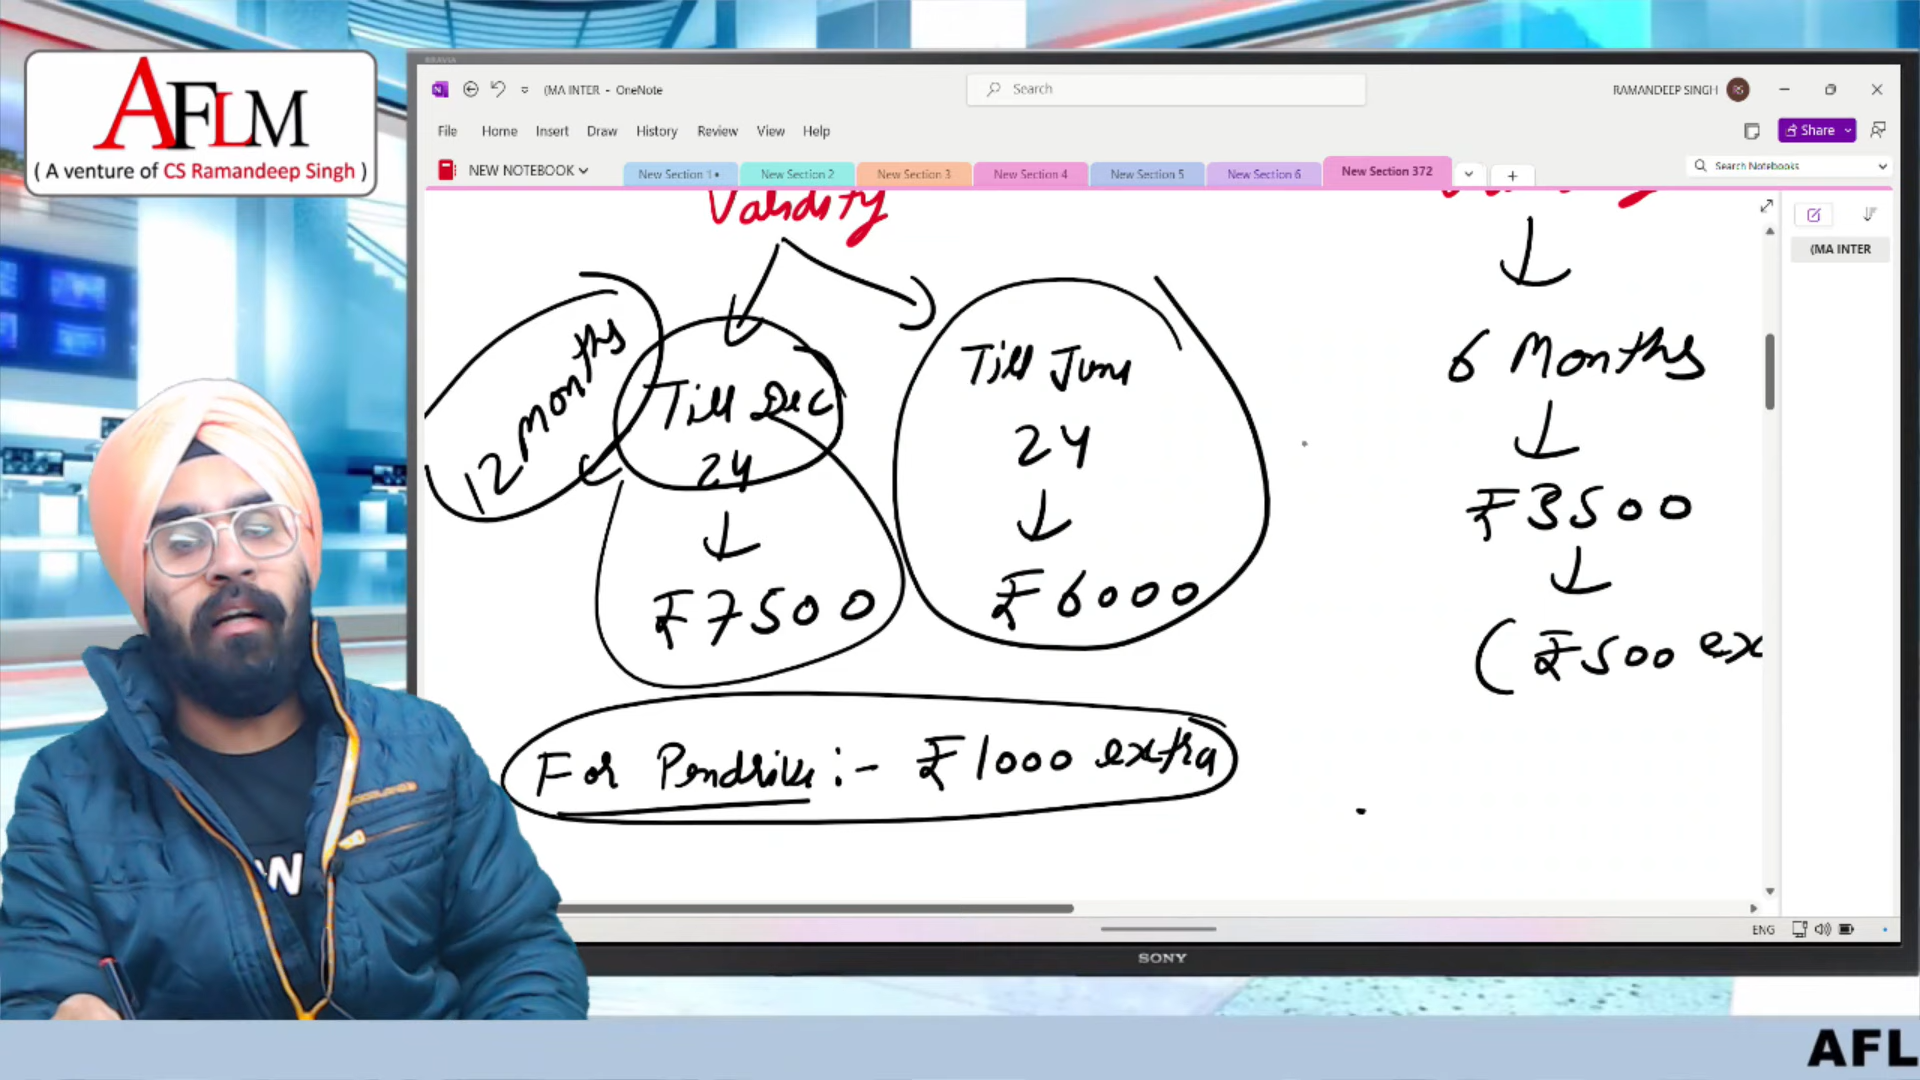 AFLM
( A venture of CS Ramandeep Singh )
BRAVIA
(MA INTER - OneNote
Search
RAMANDEEP SINGH
RS
File Home Insert Draw History Review View Help
Share
NEW NOTEBOOK
New Section 1
New Section 2
New Section 3
New Section 4
New Section 5
New Section 6
New Section 372
Search Notebooks
(MA INTER
Validity
12 Months
Till Dec
24
₹7500
Till June
24
₹6000
6 Months
₹3500
(₹500 ex
For Pendrive :- ₹1000 extra
ENG
SONY
AFL